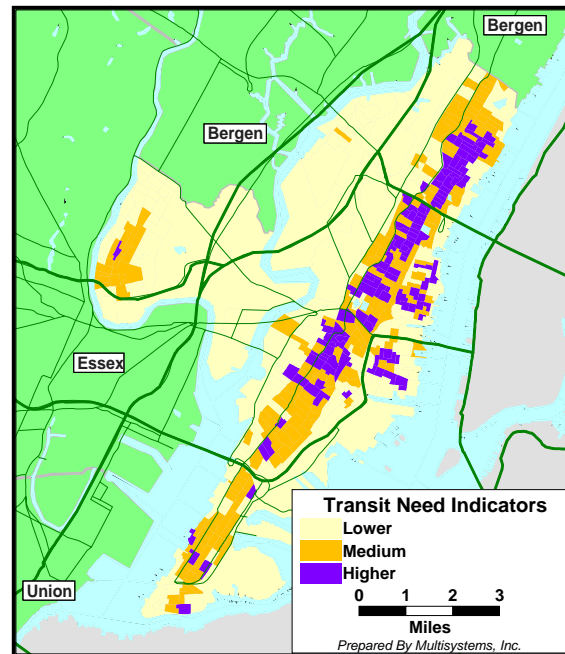 Bergen
Bergen
Essex
Union
Transit Need Indicators
Lower
Medium
Higher
0 1 2 3
Miles
Prepared By Multisystems, Inc.